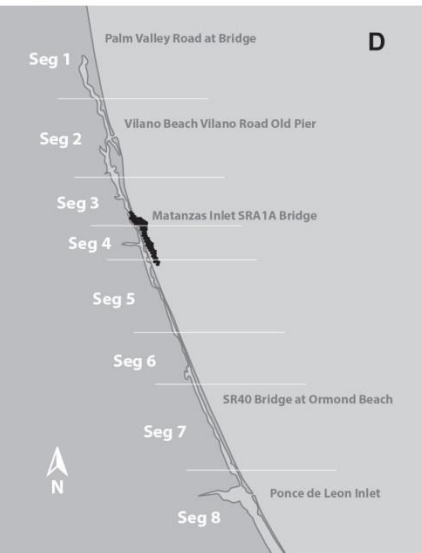 Palm Valley Road at Bridge
D
Seg 1
Vilano Beach Vilano Road Old Pier
Seg 2
Seg 3
Matanzas Inlet SRA1A Bridge
Seg 4
Seg 5
Seg 6
SR40 Bridge at Ormond Beach
Seg 7
N
Ponce de Leon Inlet
Seg 8